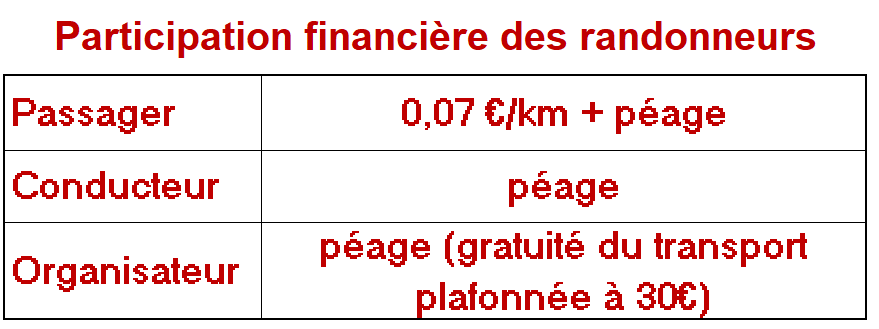 Participation financière des randonneurs
Passager 0,07 €/km + péage
Conducteur péage
Organisateur péage (gratuité du transport
plafonnée à 30€)